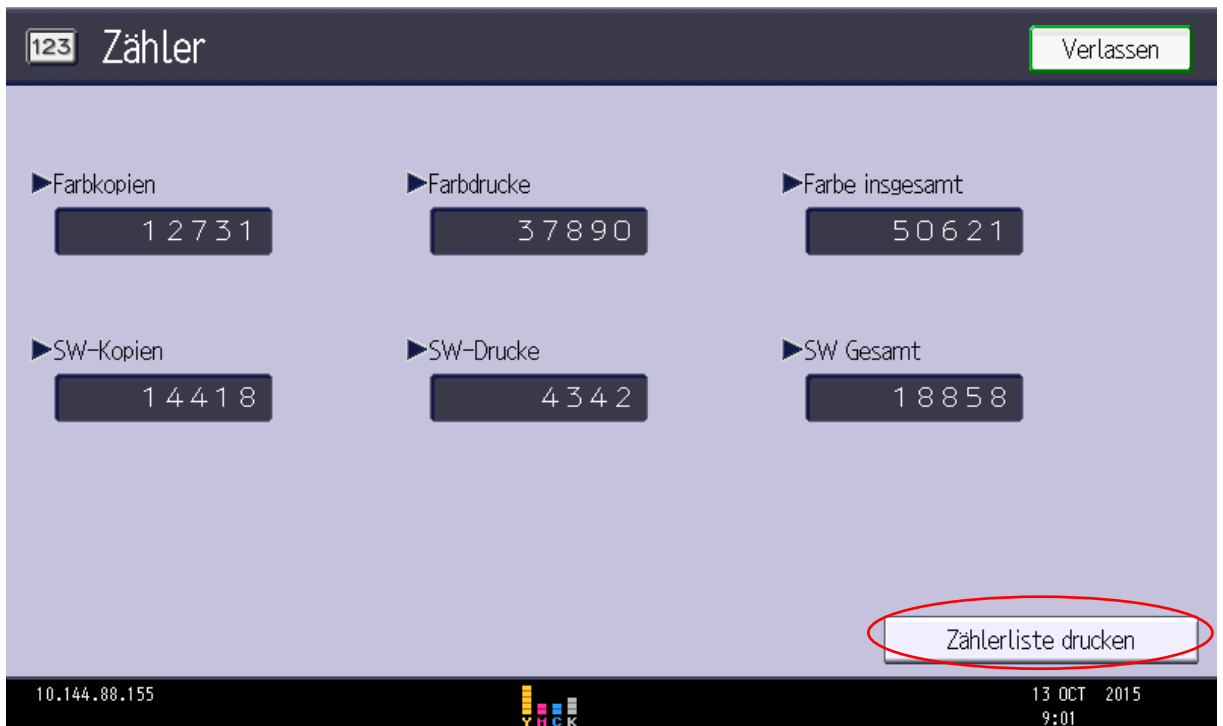 123 Zähler
Verlassen
▶Farbkopien ▶Farbdrucke ▶Farbe insgesamt
12731 37890 50621
▶SW-Kopien ▶SW-Drucke ▶SW Gesamt
14418 4342 18858
Zählerliste drucken
10.144.88.155 13 OCT 2015
Y M C K 9:01